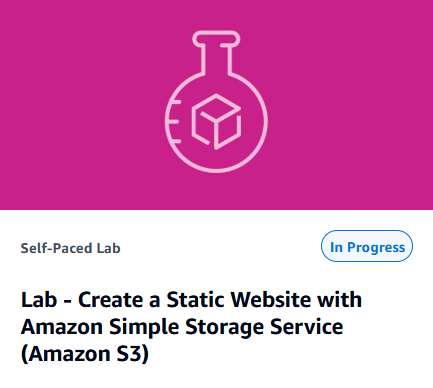 Self-Paced Lab
In Progress
Lab - Create a Static Website with
Amazon Simple Storage Service
(Amazon S3)